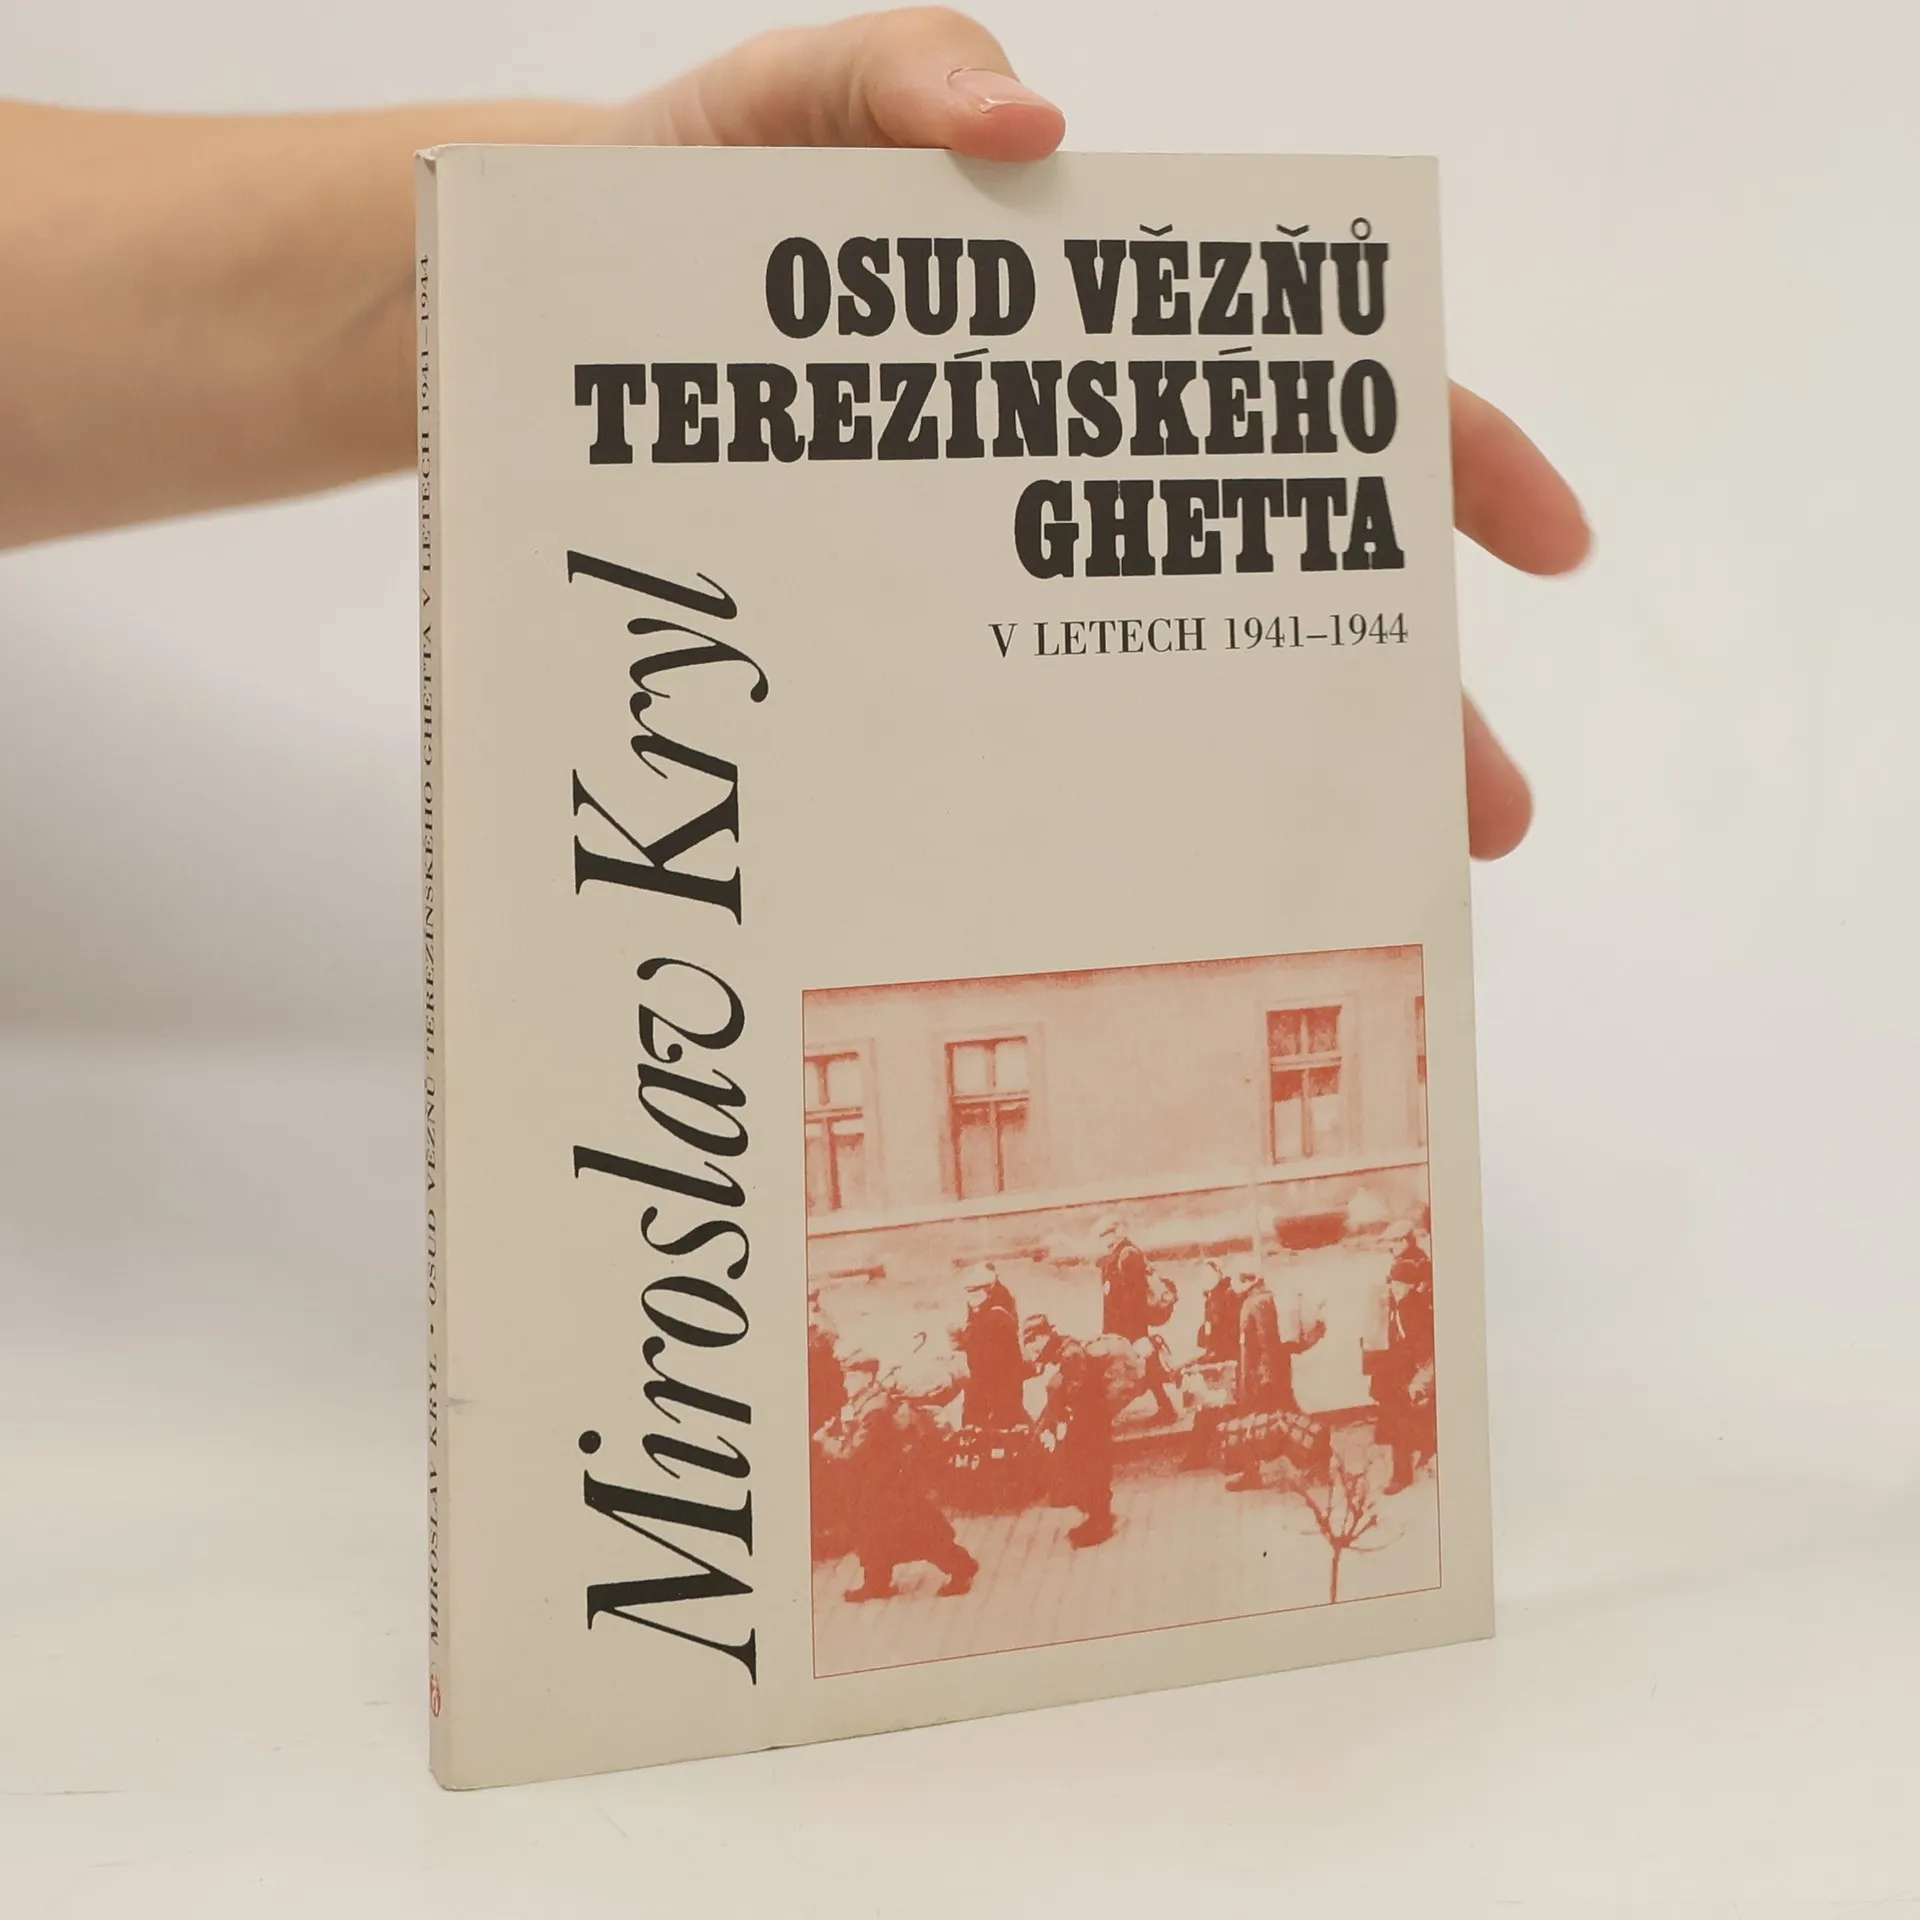 OSUD VĚZŇŮ
TEREZÍNSKÉHO
GHETTA
V LETECH 1941–1944
Miroslav Kryl
MIROSLAV KRYL • OSUD VĚZŇŮ TEREZÍNSKÉHO GHETTA V LETECH 1941–1944